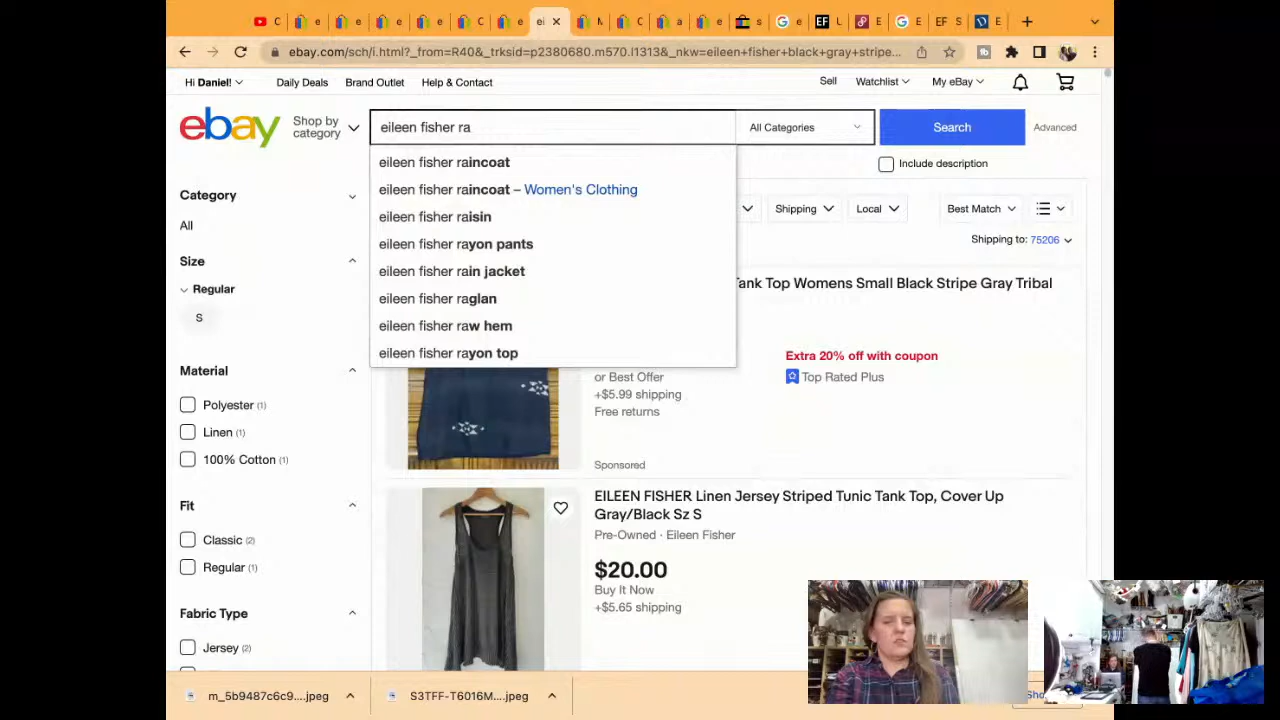 C
e
e
e
e
C
e
ei
M
C
a
e
s
e
L
E
E
S
E
ebay.com/sch/i.html?_from=R40&_trksid=p2380680.m570.l1313&_nkw=eileen+fisher+black+gray+stripe...
Hi Daniel!
Daily Deals
Brand Outlet
Help & Contact
Sell
Watchlist
My eBay
ebay
Shop by category
eileen fisher ra
All Categories
Search
Advanced
Include description
eileen fisher raincoat
eileen fisher raincoat – Women's Clothing
eileen fisher raisin
eileen fisher rayon pants
eileen fisher rain jacket
eileen fisher raglan
eileen fisher raw hem
eileen fisher rayon top
Category
All
Size
Regular
S
Material
Polyester (1)
Linen (1)
100% Cotton (1)
Fit
Classic (2)
Regular (1)
Fabric Type
Jersey (2)
Shipping
Local
Best Match
Shipping to: 75206
Tank Top Womens Small Black Stripe Gray Tribal
or Best Offer
+$5.99 shipping
Free returns
Extra 20% off with coupon
Top Rated Plus
Sponsored
EILEEN FISHER Linen Jersey Striped Tunic Tank Top, Cover Up
Gray/Black Sz S
Pre-Owned · Eileen Fisher
$20.00
Buy It Now
+$5.65 shipping
m_5b9487c6c9....jpeg
S3TFF-T6016M....jpeg